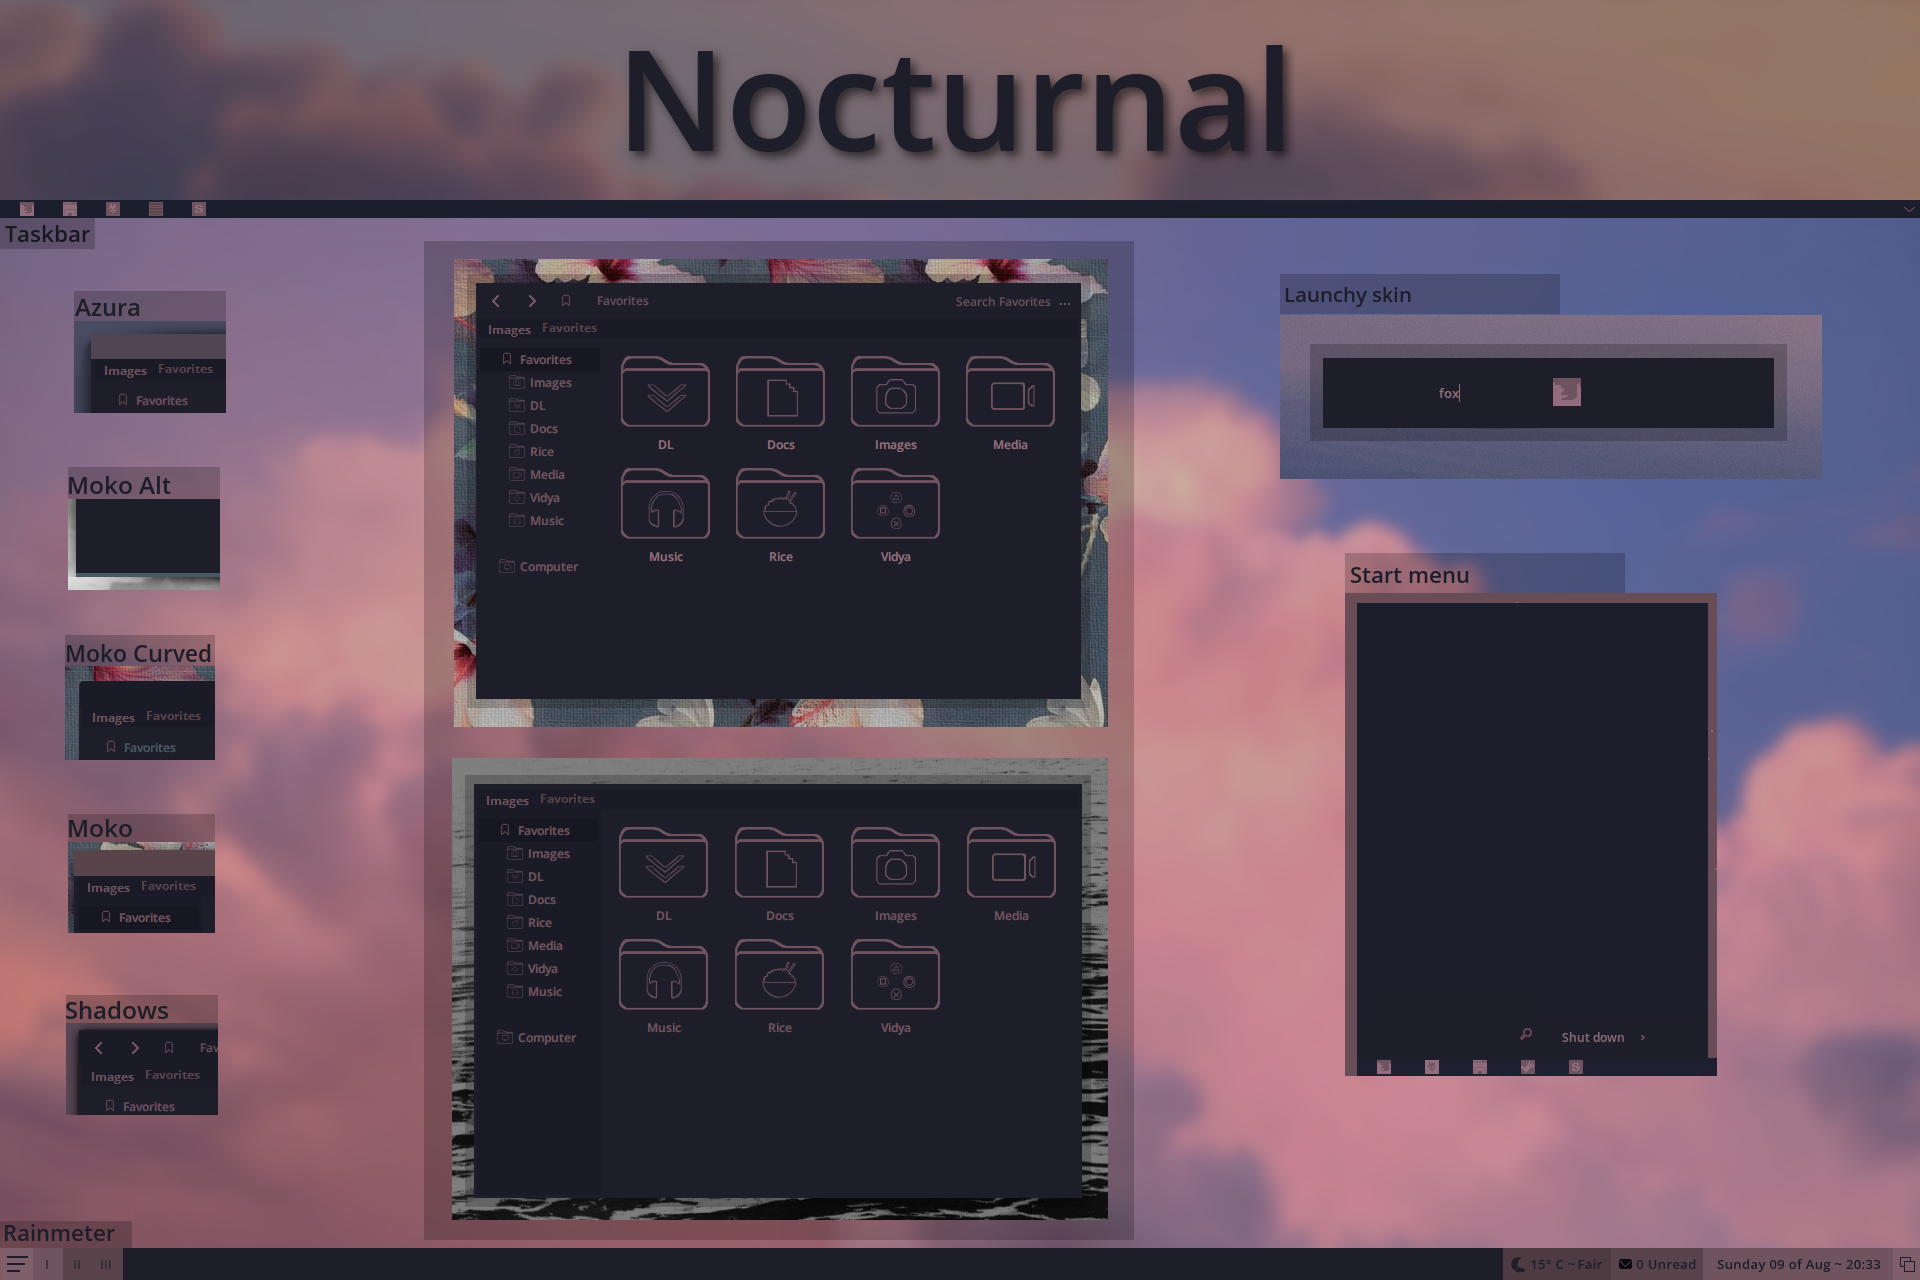 Nocturnal
Taskbar
Azura
Images Favorites
Favorites
Moko Alt
Moko Curved
Images Favorites
Favorites
Moko
Images Favorites
Favorites
Shadows
Fav
Images Favorites
Favorites
Favorites
Search Favorites ...
Images Favorites
Favorites
Images
DL
Docs
Rice
Media
Vidya
Music
Computer
DL Docs Images Media
Music Rice Vidya
Images Favorites
Favorites
Images
DL
Docs
Rice
Media
Vidya
Music
Computer
DL Docs Images Media
Music Rice Vidya
Launchy skin
fox
Start menu
Shut down >
S
S
Rainmeter
I II III
15° C ~ Fair
0 Unread
Sunday 09 of Aug ~ 20:33